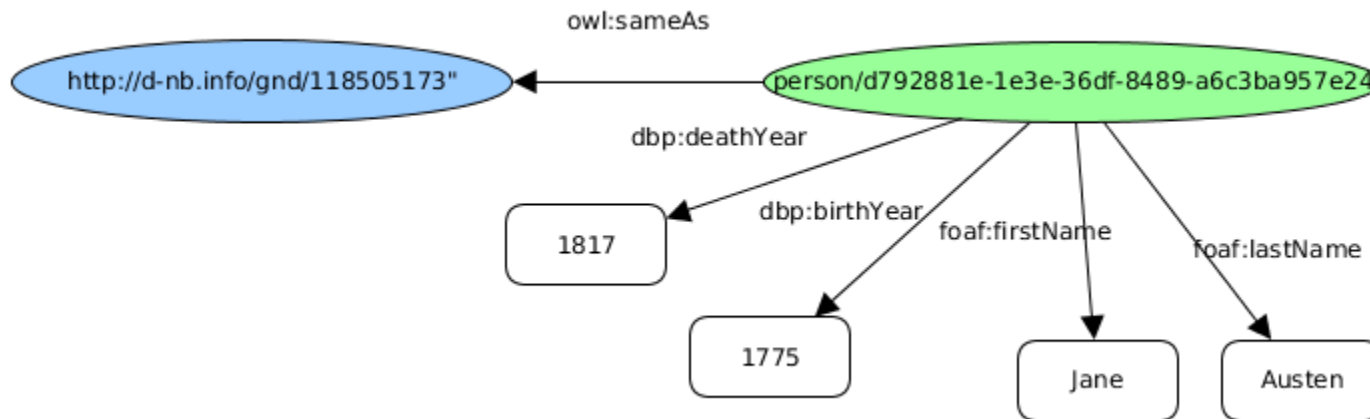 owl:sameAs
http://d-nb.info/gnd/118505173"
person/d792881e-1e3e-36df-8489-a6c3ba957e24
dbp:deathYear
dbp:birthYear
foaf:firstName
foaf:lastName
1817
1775
Jane
Austen